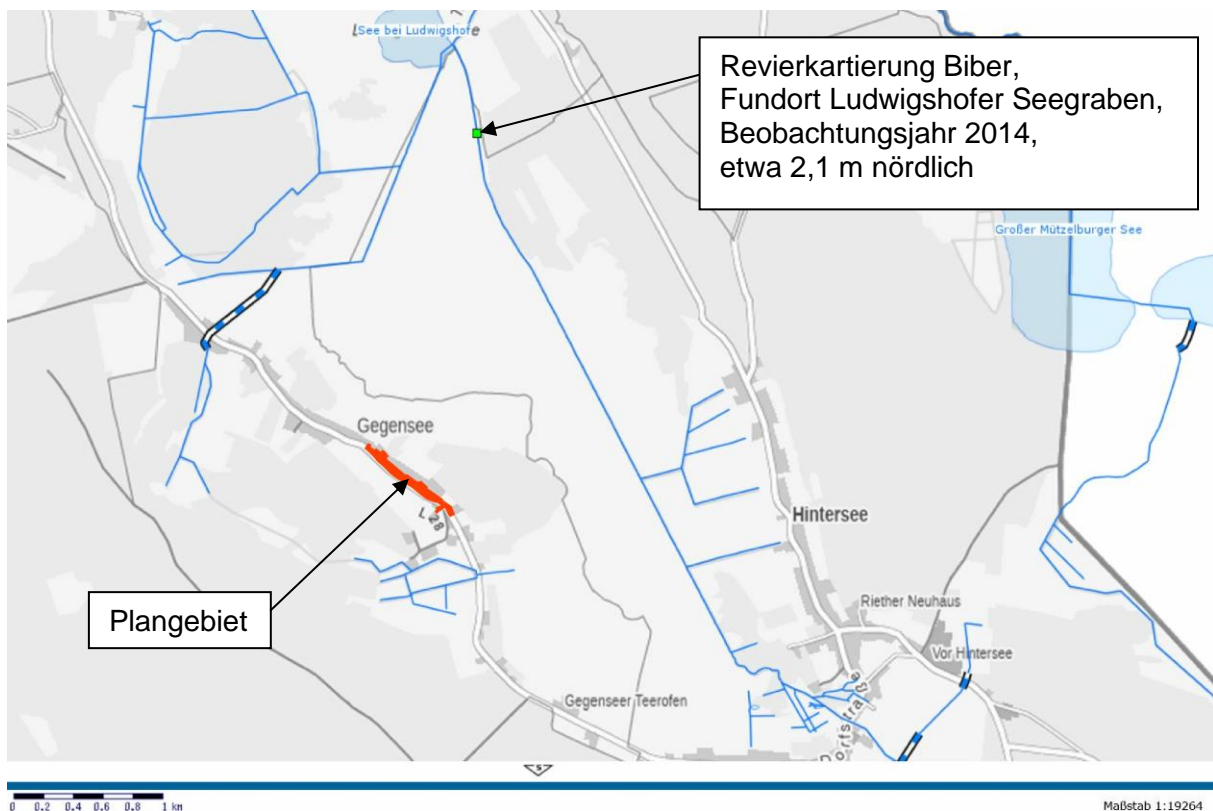 See bei Ludwigshofe
Revierkartierung Biber,
Fundort Ludwigshofer Seegraben,
Beobachtungsjahr 2014,
etwa 2,1 m nördlich
Großer Mützelburger See
Gegensee
L 28
Hintersee
Plangebiet
Riether Neuhaus
Vor Hintersee
Gegenseer Teerofen
Dorfstraße
S
0 0.2 0.4 0.6 0.8 1 km
Maßstab 1:19264